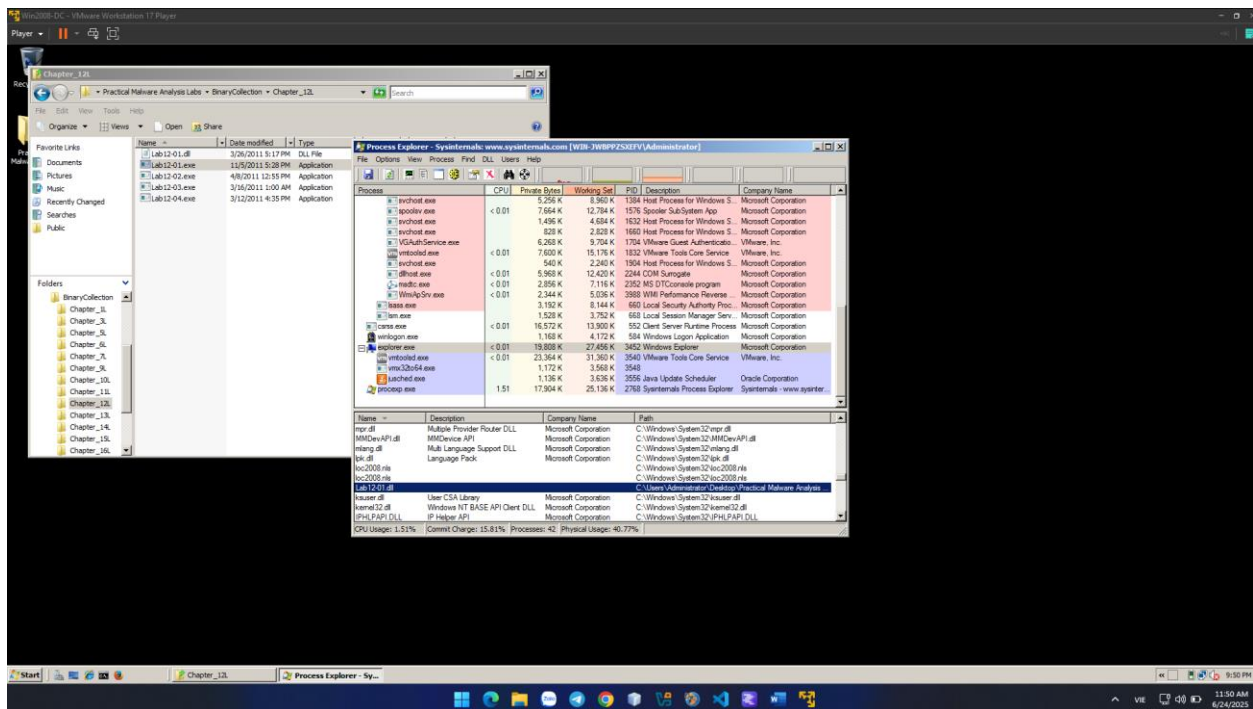 Win2008-DC - VMware Workstation 17 Player
Player
Chapter_12L
Practical Malware Analysis Labs BinaryCollection Chapter_12L Search
File Edit View Tools Help
Organize Views Open Share
Favorite Links
Documents
Pictures
Music
Recently Changed
Searches
Public
Folders
BinaryCollection
Chapter_1L
Chapter_3L
Chapter_5L
Chapter_6L
Chapter_7L
Chapter_9L
Chapter_10L
Chapter_11L
Chapter_12L
Chapter_13L
Chapter_14L
Chapter_15L
Chapter_16L
Name Date modified Type
Lab12-01.dll 3/26/2011 5:17 PM DLL File
Lab12-01.exe 11/5/2011 5:28 PM Application
Lab12-02.exe 4/8/2011 12:55 PM Application
Lab12-03.exe 3/16/2011 1:00 AM Application
Lab12-04.exe 3/12/2011 4:35 PM Application
Process Explorer - Sysinternals: www.sysinternals.com [WIN-JWBPPZSXEFV\Administrator]
File Options View Process Find DLL Users Help
Process CPU Private Bytes Working Set PID Description Company Name
svchost.exe 5,256 K 8,960 K 1384 Host Process for Windows S... Microsoft Corporation
spoolsv.exe < 0.01 7,664 K 12,784 K 1576 Spooler SubSystem App Microsoft Corporation
svchost.exe 1,496 K 4,684 K 1632 Host Process for Windows S... Microsoft Corporation
svchost.exe 828 K 2,828 K 1660 Host Process for Windows S... Microsoft Corporation
VGAuthService.exe 6,268 K 9,704 K 1704 VMware Guest Authenticatio... VMware, Inc.
vmtoolsd.exe < 0.01 7,600 K 15,176 K 1832 VMware Tools Core Service VMware, Inc.
svchost.exe 540 K 2,240 K 1904 Host Process for Windows S... Microsoft Corporation
dllhost.exe < 0.01 5,968 K 12,420 K 2244 COM Surrogate Microsoft Corporation
msdtc.exe < 0.01 2,856 K 7,116 K 2352 MS DTCconsole program Microsoft Corporation
WmiApSrv.exe < 0.01 2,344 K 5,036 K 3988 WMI Performance Reverse ... Microsoft Corporation
lsass.exe 3,192 K 8,144 K 660 Local Security Authority Proc... Microsoft Corporation
lsm.exe 1,528 K 3,752 K 668 Local Session Manager Serv... Microsoft Corporation
csrss.exe < 0.01 16,572 K 13,900 K 552 Client Server Runtime Process Microsoft Corporation
winlogon.exe 1,168 K 4,172 K 584 Windows Logon Application Microsoft Corporation
explorer.exe < 0.01 19,808 K 27,456 K 3452 Windows Explorer Microsoft Corporation
vmtoolsd.exe < 0.01 23,364 K 31,360 K 3540 VMware Tools Core Service VMware, Inc.
vmx32to64.exe 1,172 K 3,568 K 3548
jusched.exe 1,136 K 3,636 K 3556 Java Update Scheduler Oracle Corporation
procexp.exe 1.51 17,904 K 25,136 K 2768 Sysinternals Process Explorer Sysinternals - www.sysinter...
Name Description Company Name Path
mpr.dll Multiple Provider Router DLL Microsoft Corporation C:\Windows\System32\mpr.dll
MMDevAPI.dll MMDevice API Microsoft Corporation C:\Windows\System32\MMDevAPI.dll
mlang.dll Multi Language Support DLL Microsoft Corporation C:\Windows\System32\mlang.dll
lpk.dll Language Pack Microsoft Corporation C:\Windows\System32\lpk.dll
loc2008.nls C:\Windows\System32\loc2008.nls
loc2008.nls C:\Windows\System32\loc2008.nls
Lab12-01.dll C:\Users\Administrator\Desktop\Practical Malware Analysis ...
ksuser.dll User CSA Library Microsoft Corporation C:\Windows\System32\ksuser.dll
kernel32.dll Windows NT BASE API Client DLL Microsoft Corporation C:\Windows\System32\kernel32.dll
IPHLPAPI.DLL IP Helper API Microsoft Corporation C:\Windows\System32\IPHLPAPI.DLL
CPU Usage: 1.51% Commit Charge: 15.81% Processes: 42 Physical Usage: 40.77%
Start Chapter_12L Process Explorer - Sy... 9:50 PM
Zalo VIE 11:50 AM
6/24/2025